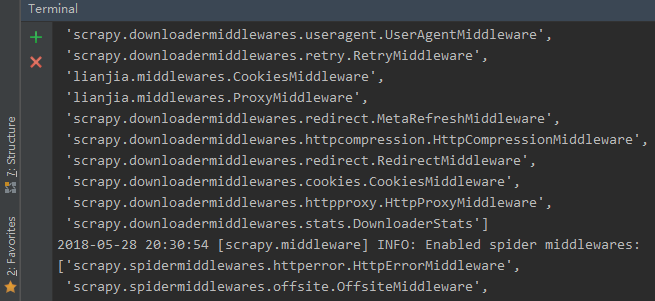 Terminal
'scrapy.downloadermiddlewares.useragent.UserAgentMiddleware',
'scrapy.downloadermiddlewares.retry.RetryMiddleware',
'lianjia.middlewares.CookiesMiddleware',
'lianjia.middlewares.ProxyMiddleware',
'scrapy.downloadermiddlewares.redirect.MetaRefreshMiddleware',
'scrapy.downloadermiddlewares.httpcompression.HttpCompressionMiddleware',
'scrapy.downloadermiddlewares.redirect.RedirectMiddleware',
'scrapy.downloadermiddlewares.cookies.CookiesMiddleware',
'scrapy.downloadermiddlewares.httpproxy.HttpProxyMiddleware',
'scrapy.downloadermiddlewares.stats.DownloaderStats']
2018-05-28 20:30:54 [scrapy.middleware] INFO: Enabled spider middlewares:
['scrapy.spidermiddlewares.httperror.HttpErrorMiddleware',
'scrapy.spidermiddlewares.offsite.OffsiteMiddleware',
7: Structure
2: Favorites